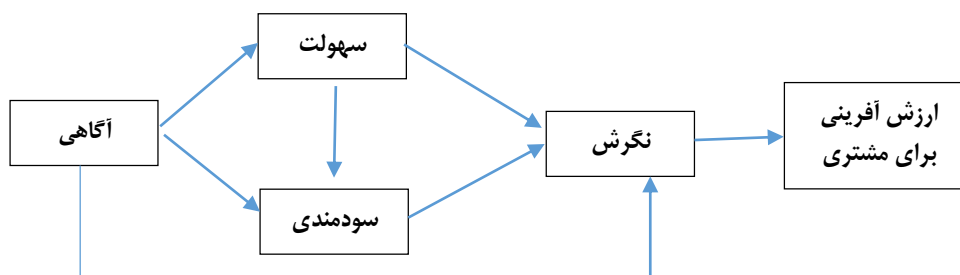 سهولت
ارزش آفرینی
برای مشتری
آگاهی
نگرش
سودمندی